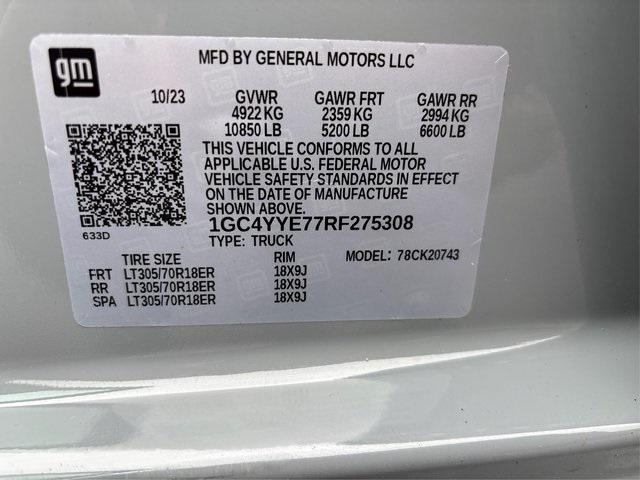 gm
MFD BY GENERAL MOTORS LLC
10/23 GVWR GAWR FRT GAWR RR
4922 KG 2359 KG 2994 KG
10850 LB 5200 LB 6600 LB
THIS VEHICLE CONFORMS TO ALL
APPLICABLE U.S. FEDERAL MOTOR
VEHICLE SAFETY STANDARDS IN EFFECT
ON THE DATE OF MANUFACTURE
SHOWN ABOVE.
633D
1GC4YYE77RF275308
TYPE: TRUCK
TIRE SIZE RIM MODEL: 78CK20743
FRT LT305/70R18ER 18X9J
RR LT305/70R18ER 18X9J
SPA LT305/70R18ER 18X9J